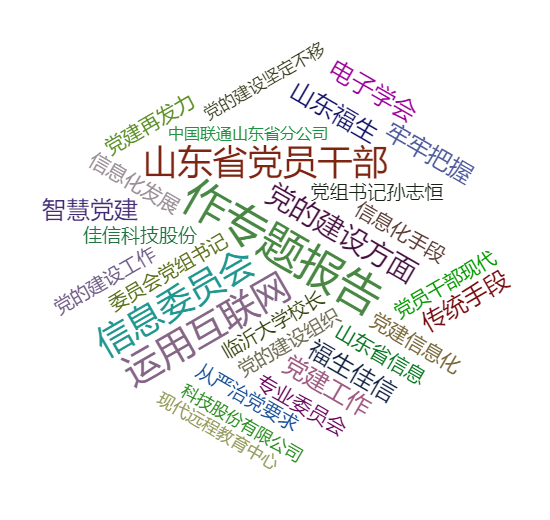 党的建设坚定不移
电子学会
党建再发力
山东福生
中国联通山东省分公司
牢牢把握
山东省党员干部
信息化发展
党组书记孙志恒
作专题报告
党的建设方面
智慧党建
信息化手段
佳信科技股份
委员会党组书记
党的建设工作
信息委员会
党员干部现代
传统手段
运用互联网
临沂大学校长
党建信息化
党的建设组织
山东省信息
福生佳信
党建工作
从严治党要求
专业委员会
科技股份有限公司
现代远程教育中心